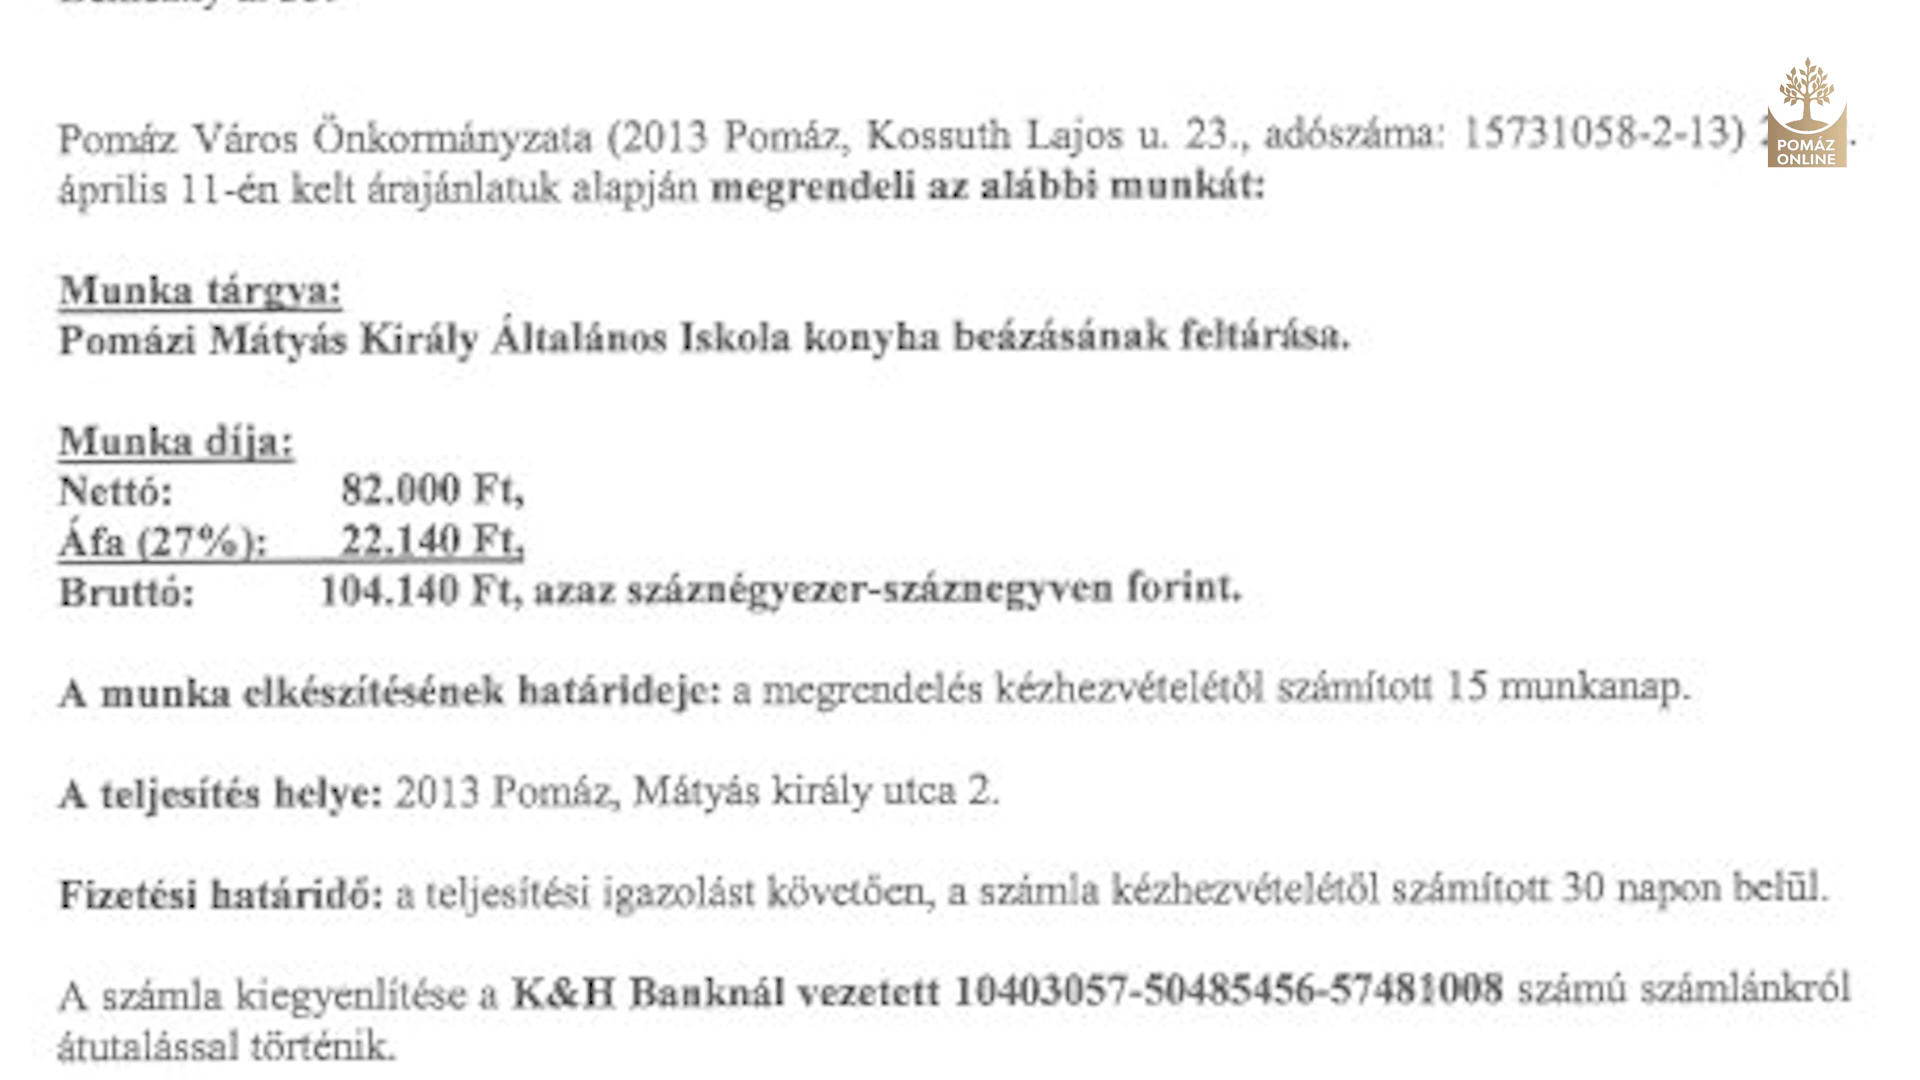 Pomáz Város Önkormányzata (2013 Pomáz, Kossuth Lajos u. 23., adószáma: 15731058-2-13)
április 11-én kelt árajánlatuk alapján megrendeli az alábbi munkát:
Munka tárgya:
Pomázi Mátyás Király Általános Iskola konyha beázásának feltárása.
Munka díja:
Nettó: 82.000 Ft,
Áfa (27%): 22.140 Ft,
Bruttó: 104.140 Ft, azaz száznégyezer-száznegyven forint.
A munka elkészítésének határideje: a megrendelés kézhezvételétől számított 15 munkanap.
A teljesítés helye: 2013 Pomáz, Mátyás király utca 2.
Fizetési határidő: a teljesítési igazolást követően, a számla kézhezvételétől számított 30 napon belül.
A számla kiegyenlítése a K&H Banknál vezetett 10403057-50485456-57481008 számú számlánkról
átutalással történik.
POMÁZ
ONLINE